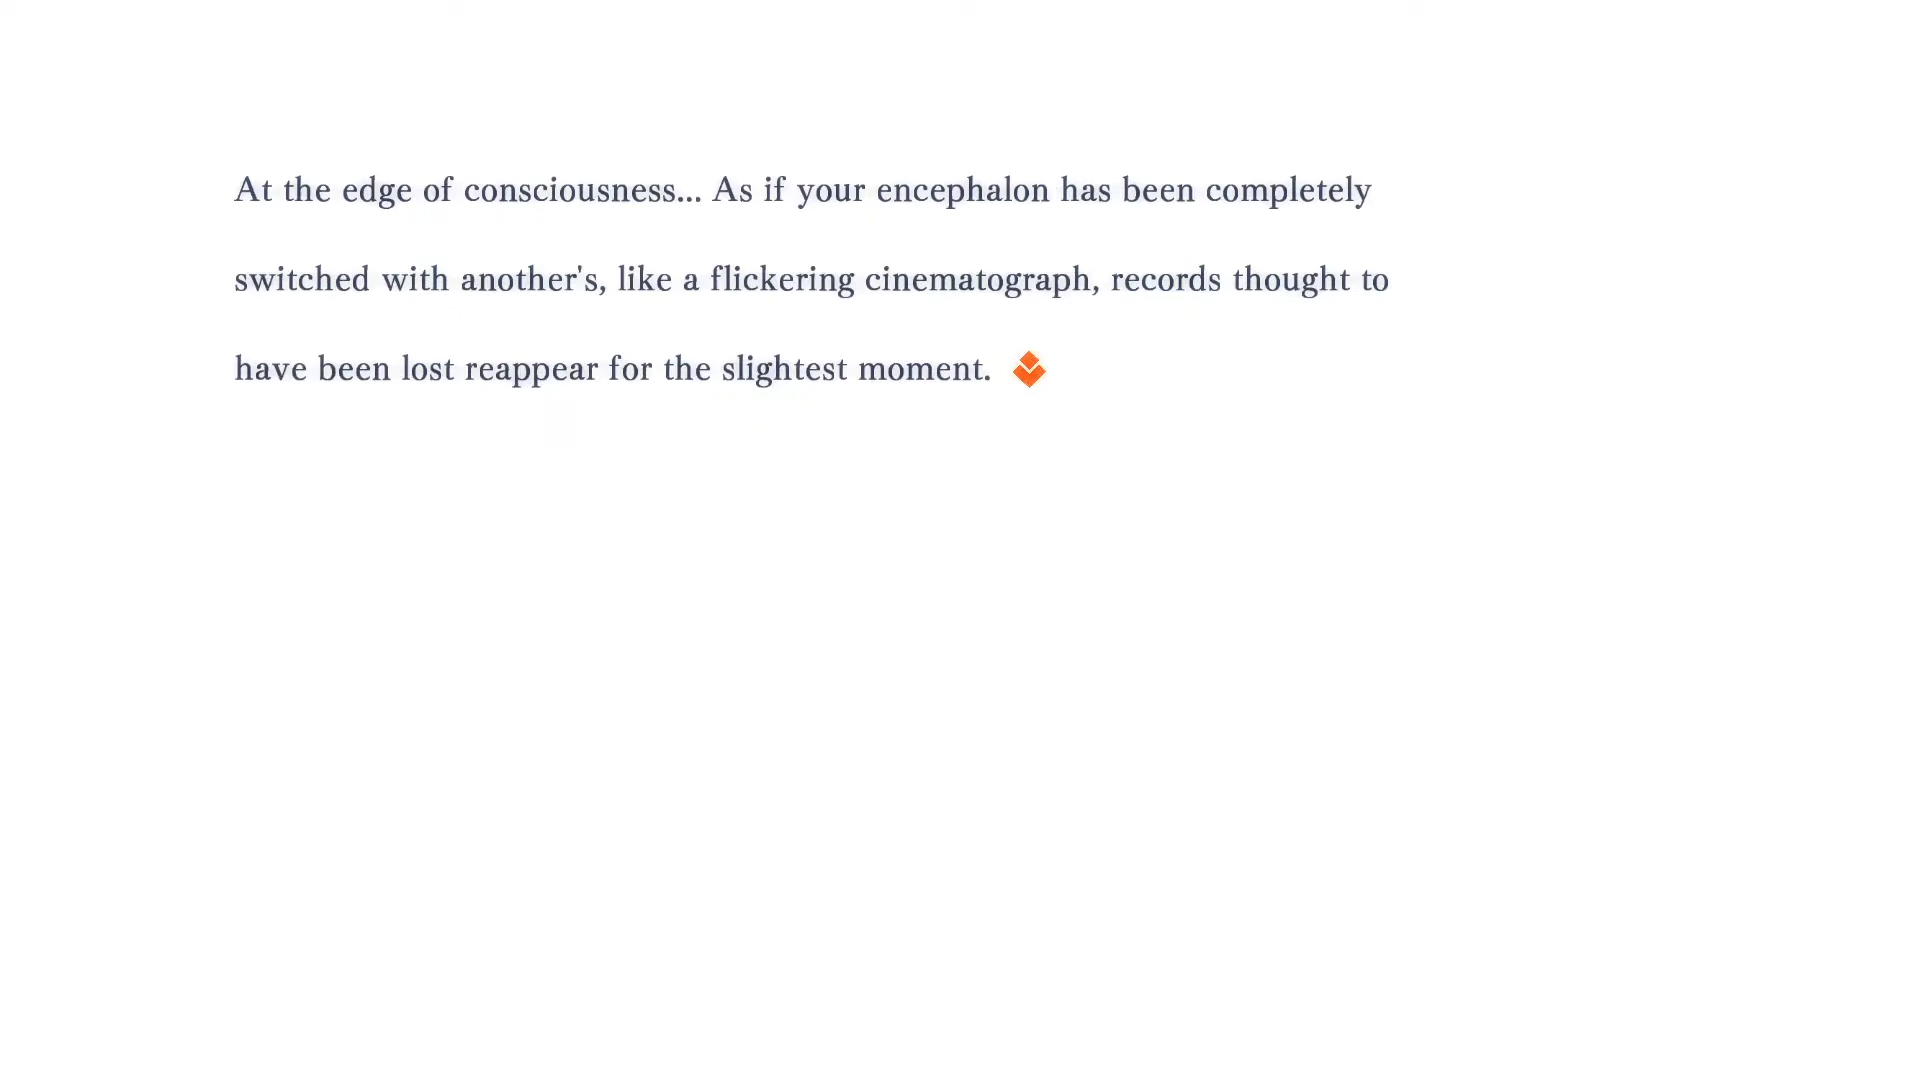 At the edge of consciousness... As if your encephalon has been completely
switched with another's, like a flickering cinematograph, records thought to
have been lost reappear for the slightest moment.